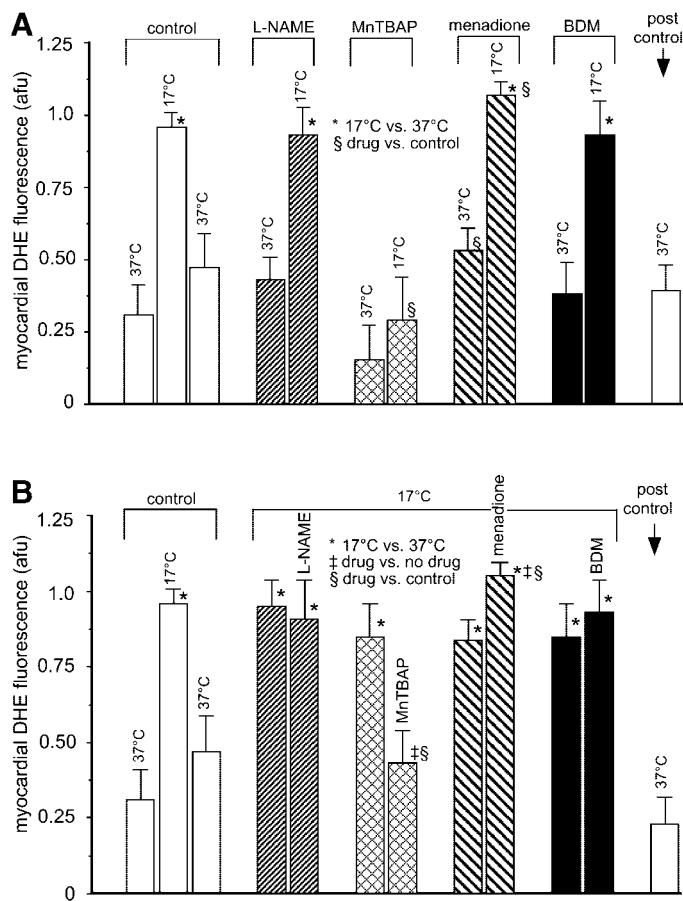 A
control
L-NAME
MnTBAP
menadione
BDM
post
control
myocardial DHE fluorescence (afu)
1.25
1.0
0.75
0.50
0.25
0
37°C
17°C
*
37°C
37°C
17°C
*
* 17°C vs. 37°C
§ drug vs. control
37°C
17°C
§
37°C
§
17°C
* §
37°C
17°C
*
37°C
B
control
17°C
post
control
myocardial DHE fluorescence (afu)
1.25
1.0
0.75
0.50
0.25
0
37°C
17°C
*
37°C
*
L-NAME
*
* 17°C vs. 37°C
‡ drug vs. no drug
§ drug vs. control
*
MnTBAP
‡§
*
menadione
*‡§
*
BDM
*
37°C